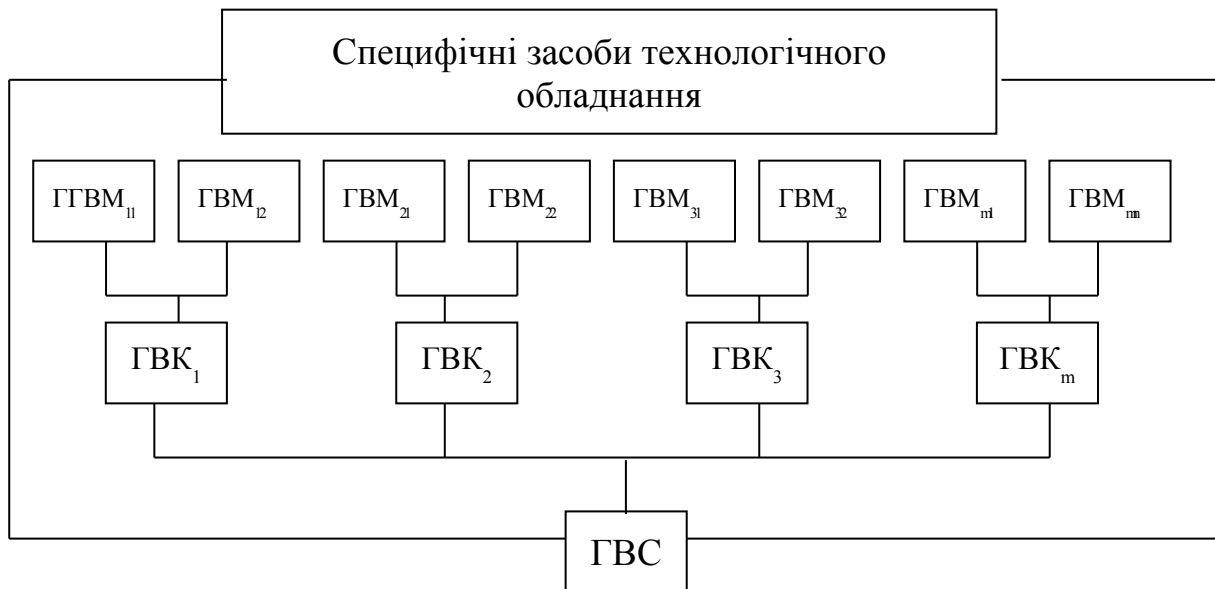 Специфічні засоби технологічного
обладнання
ГГВМ₁₁ ГВМ₁₂ ГВМ₂₁ ГВМ₂₂ ГВМ₃₁ ГВМ₃₂ ГВМₘ₁ ГВМₘₙ
ГВК₁ ГВК₂ ГВК₃ ГВКₘ
ГВС